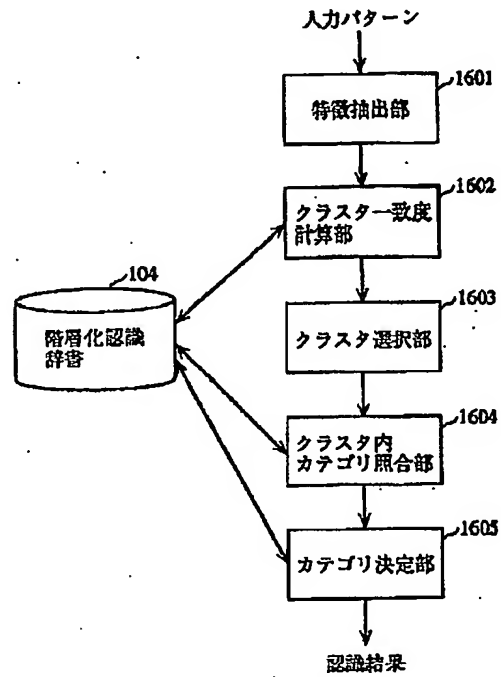 入力パターン
1601
特徴抽出部
1602
クラスタ一致度
計算部
104
階層化認識
辞書
1603
クラスタ選択部
1604
クラスタ内
カテゴリ照合部
1605
カテゴリ決定部
認識結果